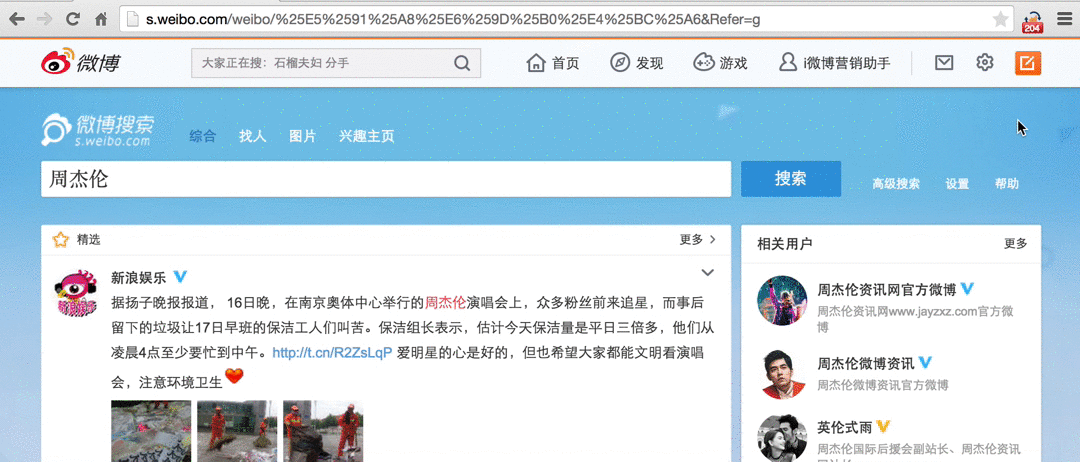 s.weibo.com/weibo/%25E5%2591%25A8%25E6%259D%25B0%25E4%25BC%25A6&Refer=g
204
微博
大家正在搜：石榴夫妇 分手
首页 发现 游戏 i微博营销助手
微博搜索
s.weibo.com
综合 找人 图片 兴趣主页
周杰伦
搜索
高级搜索 设置 帮助
精选 更多
新浪娱乐
据扬子晚报报道， 16日晚，在南京奥体中心举行的周杰伦演唱会上，众多粉丝前来追星，而事后
留下的垃圾让17日早班的保洁工人们叫苦。保洁组长表示，估计今天保洁量是平日三倍多，他们从
凌晨4点至少要忙到中午。http://t.cn/R2ZsLqP 爱明星的心是好的，但也希望大家都能文明看演唱
会，注意环境卫生
相关用户 更多
周杰伦资讯网官方微博
周杰伦资讯网www.jayzxz.com官方微
博
周杰伦微博资讯
周杰伦微博资讯官方微博
英伦式雨
周杰伦国际后援会副站长、周杰伦资讯